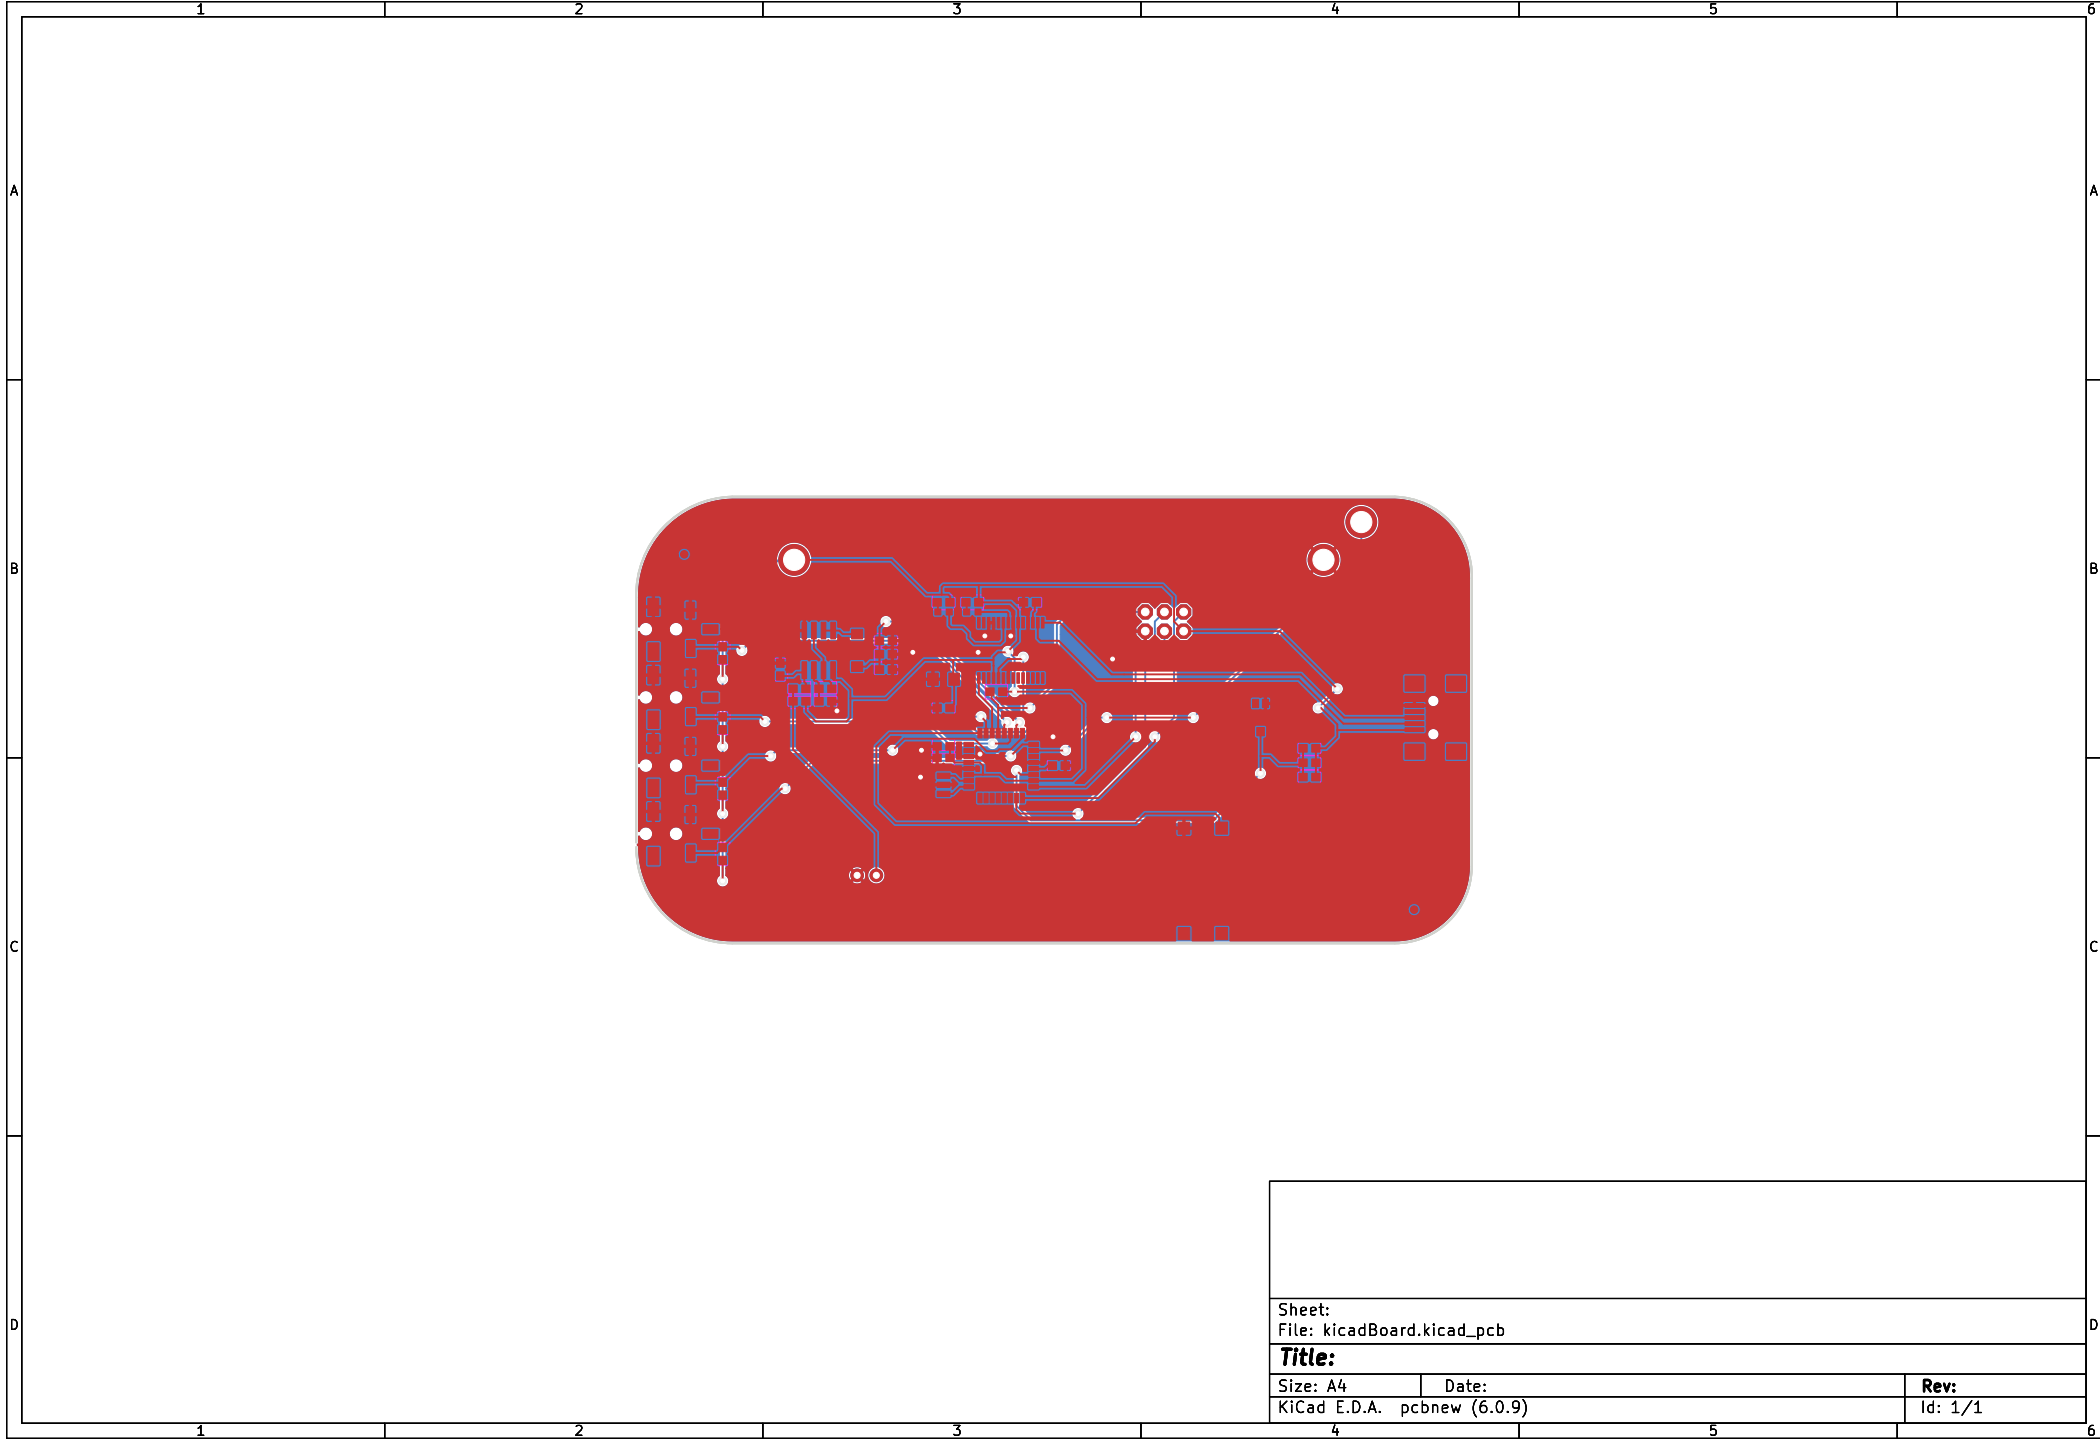 1 2 3 4 5 6
A A
B B
C C
D D
Sheet:
File: kicadBoard.kicad_pcb
Title:
Size: A4 Date: Rev:
KiCad E.D.A. pcbnew (6.0.9) Id: 1/1
1 2 3 4 5 6